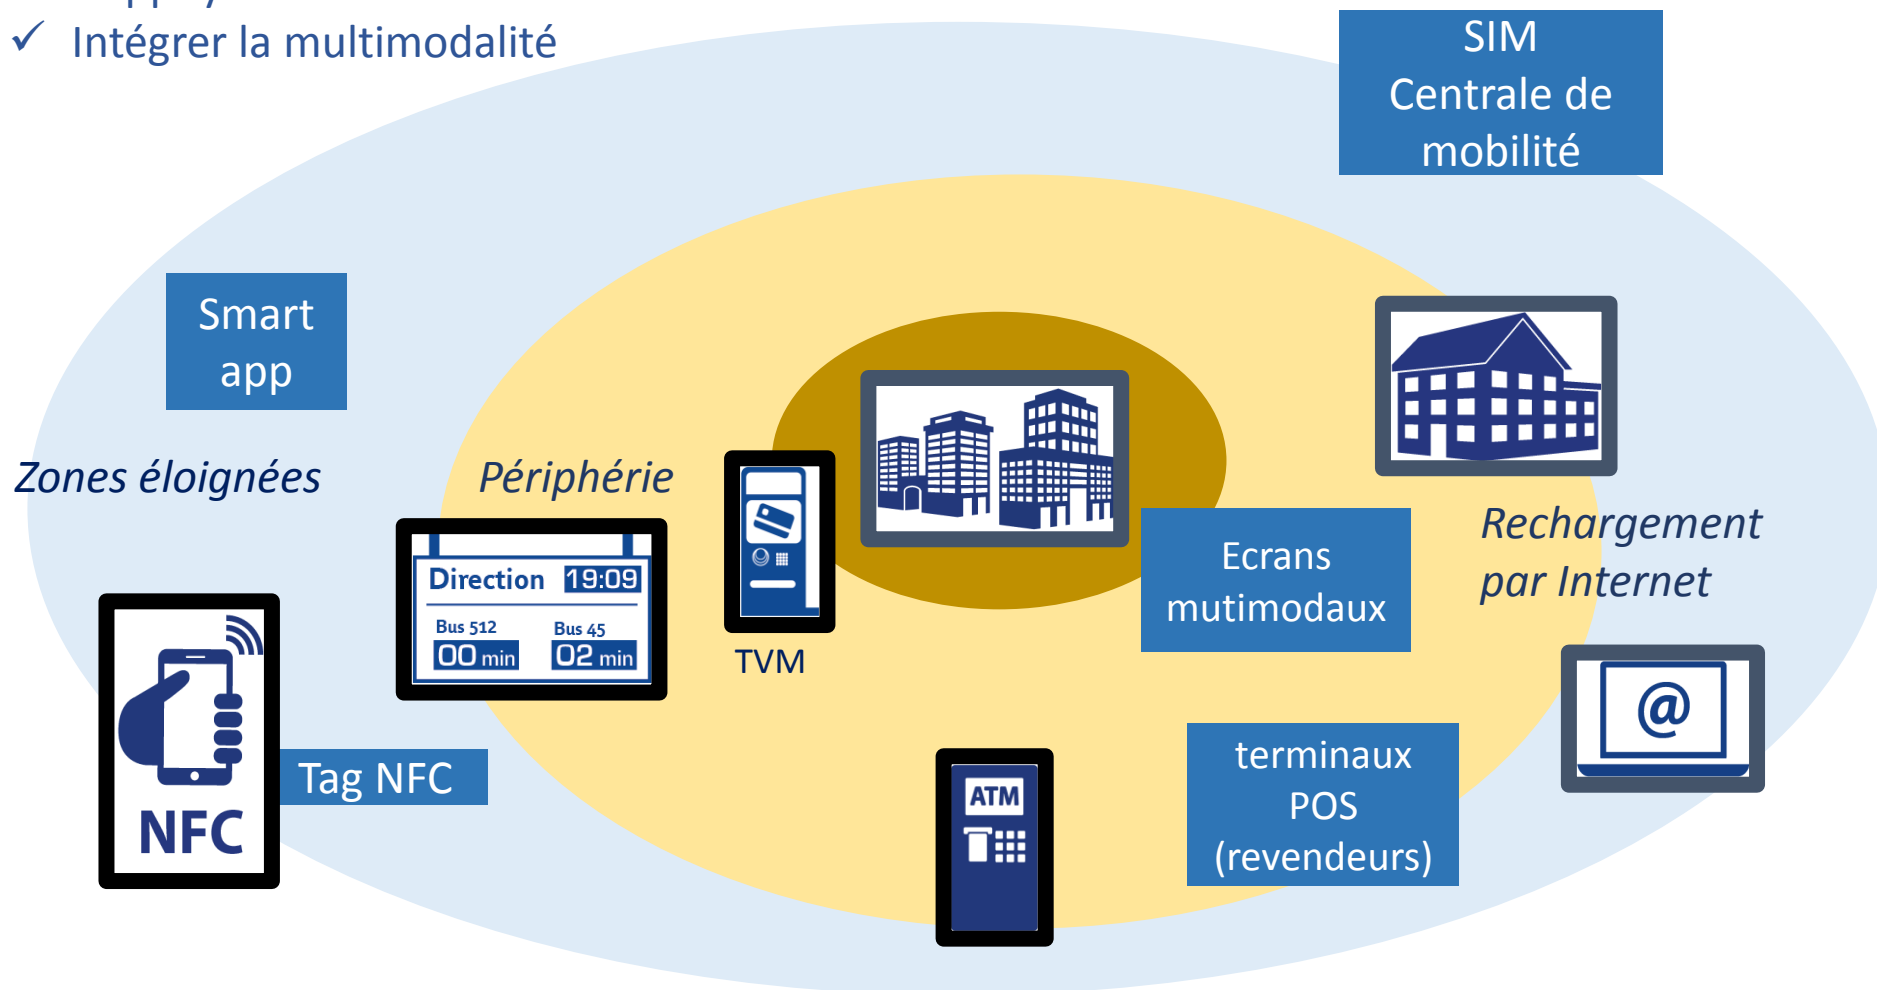 ✓ Intégrer la multimodalité
SIM
Centrale de
mobilité
Smart
app
Zones éloignées
Périphérie
Direction 19:09
Bus 512 Bus 45
00 min 02 min
TVM
Ecrans
mutimodaux
Rechargement
par Internet
@
NFC
Tag NFC
ATM
terminaux
POS
(revendeurs)